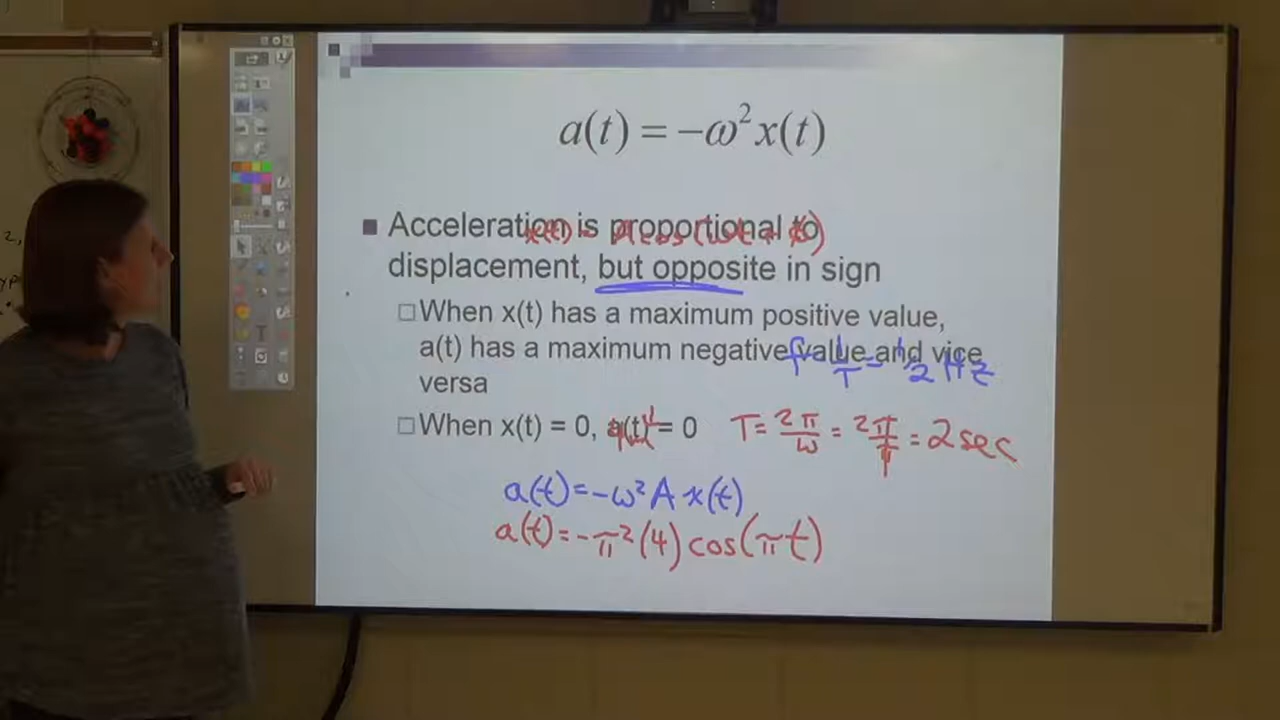 a(t) = −ω²x(t)
■ Acceleration is proportional to
x(t) = A cos(ωt +
displacement, but opposite in sign
□ When x(t) has a maximum positive value,
a(t) has a maximum negative value and vice
f = 1/T = 1/2 Hz
versa
□ When x(t) = 0, a(t) = 0
T = 2π/ω = 2π/π = 2 sec
a(t) = -ω² A x(t)
a(t) = -π² (4) cos(πt)